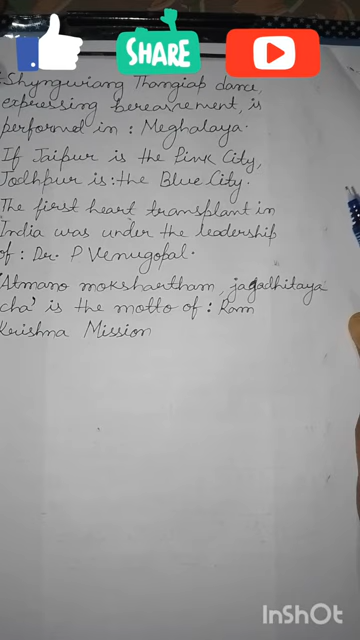 SHARE
-Shyngwiang Thangiap dance,
expressing bereavement, is
performed in : Meghalaya.
If Jaipur is the Pink City,
Jodhpur is : the Blue City.
The first heart transplant in
India was under the leadership
of : Dr. P Venugopal.
'Atmano mokshartham, jagadhitaya
cha' is the motto of : Ram
Krishna Mission
InShOt